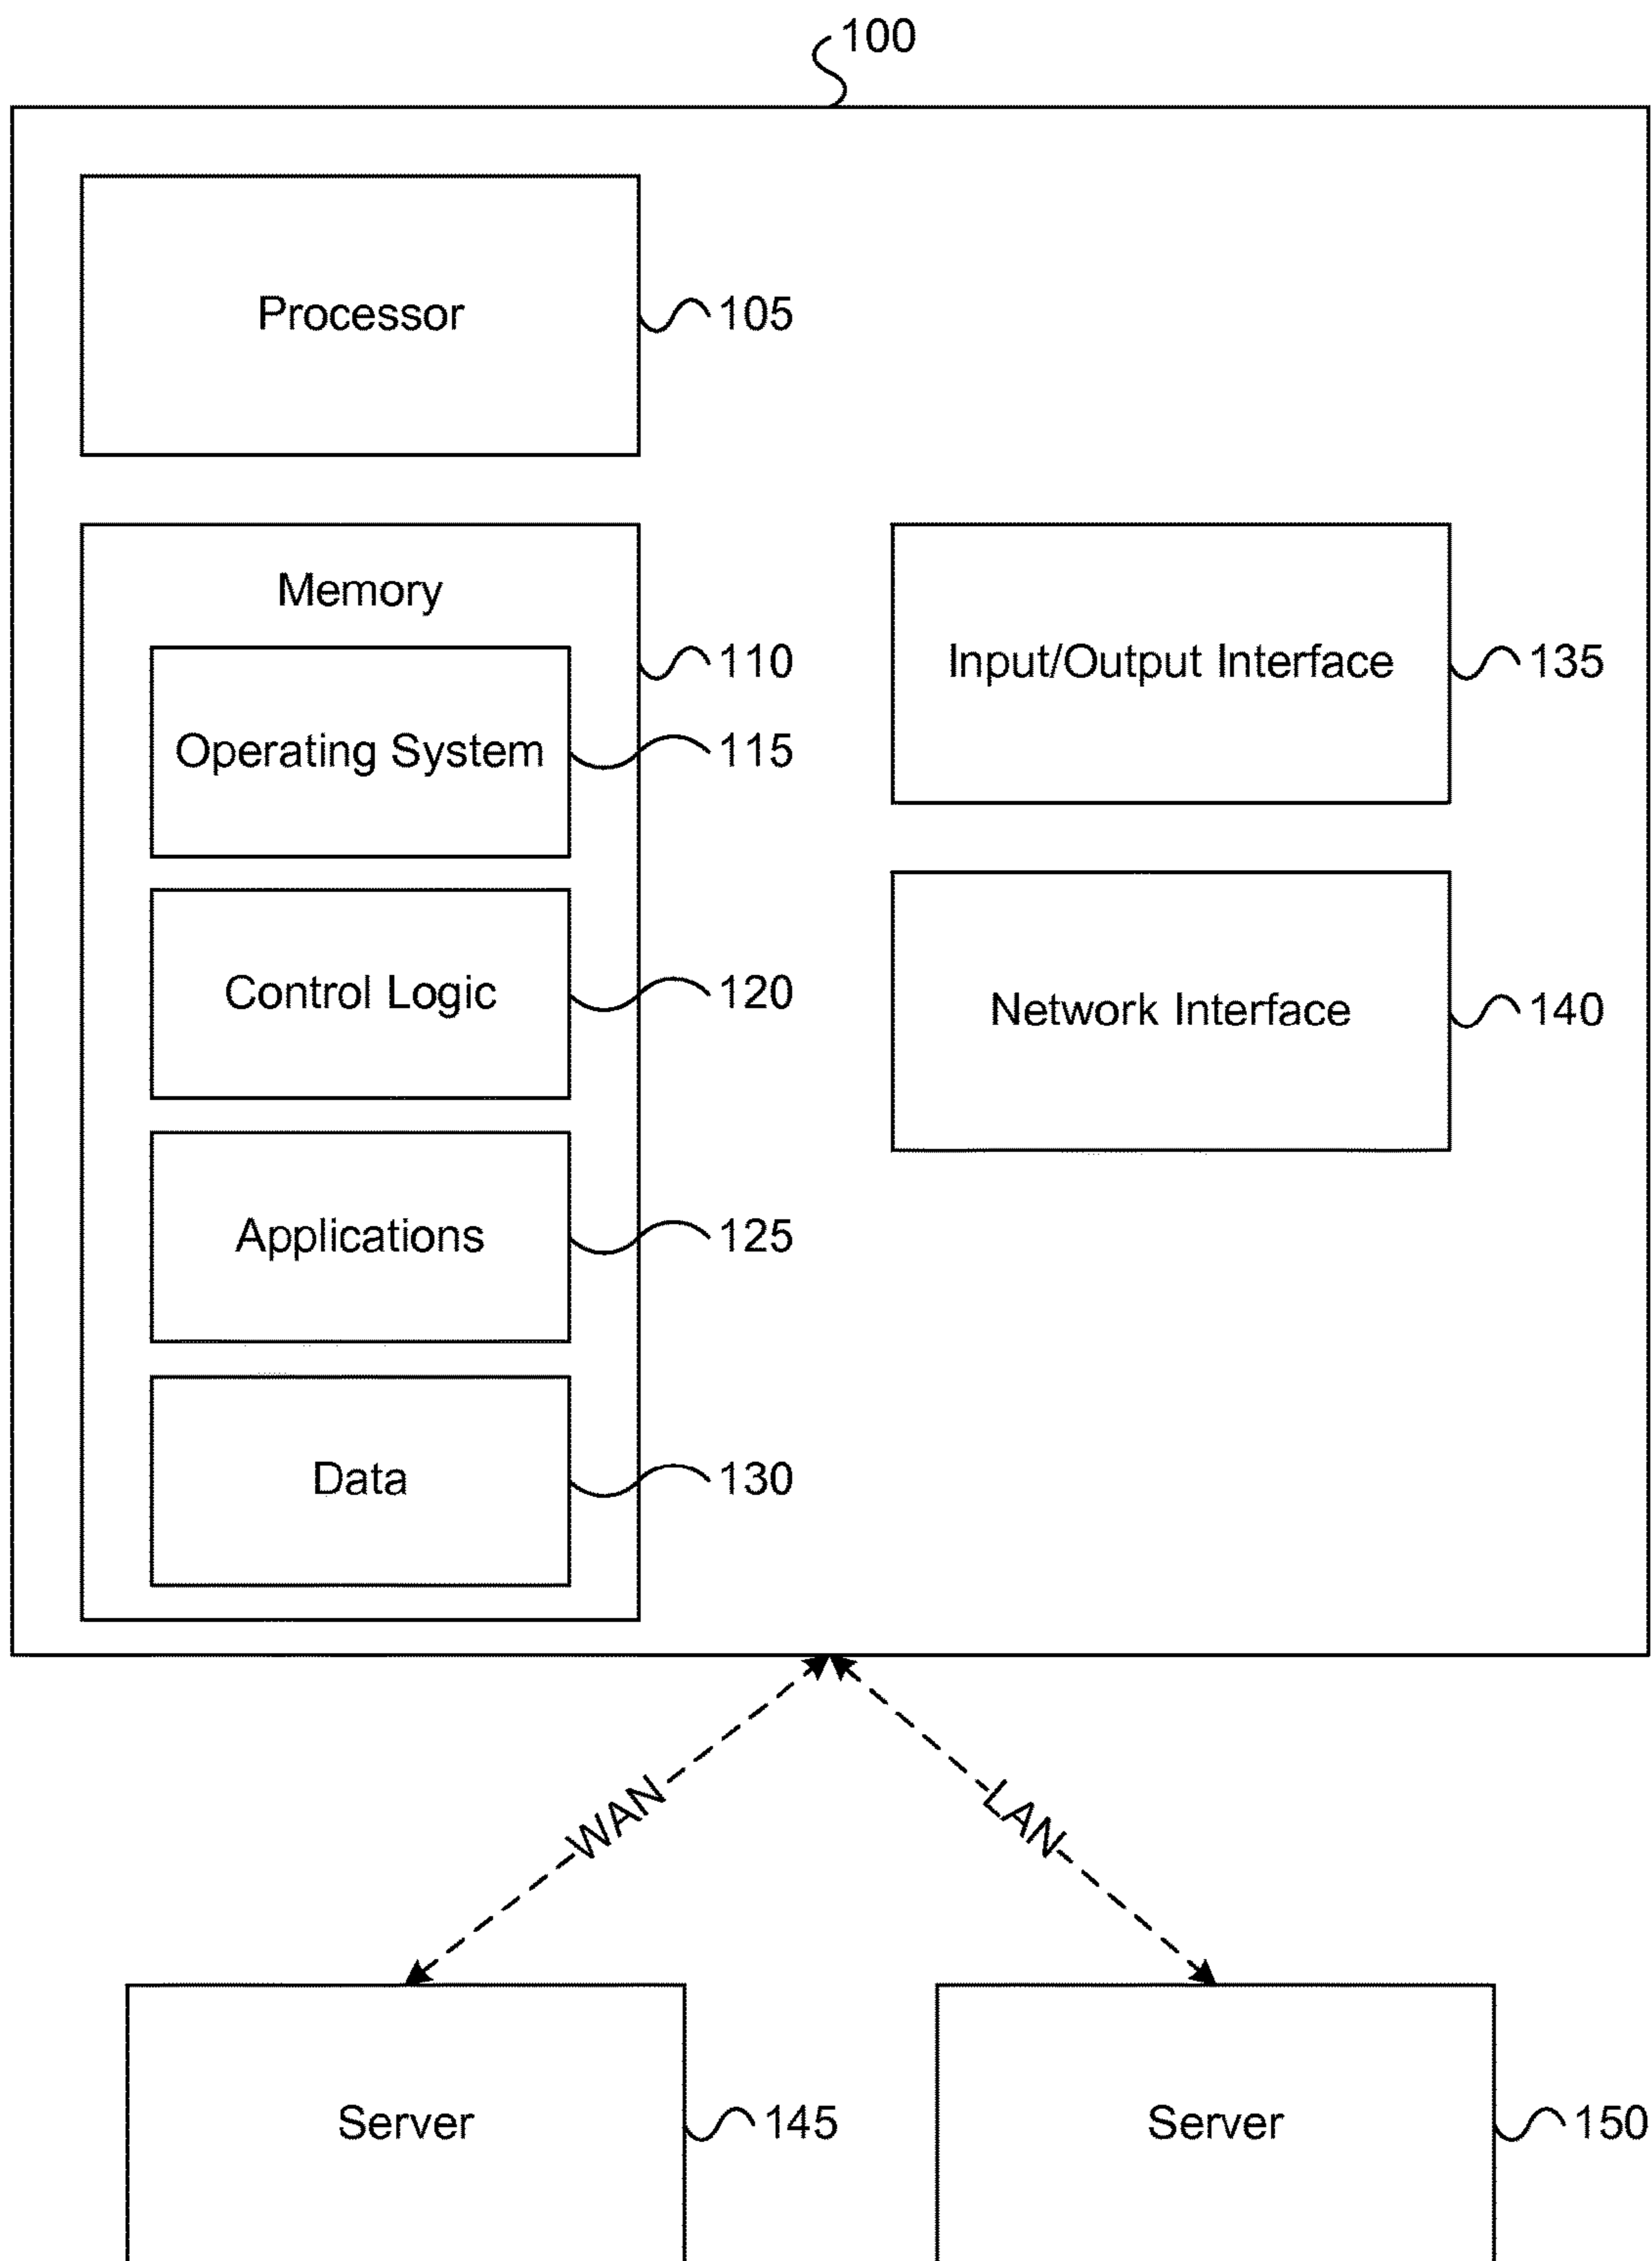 100
Processor
105
Memory
110
Operating System
115
Control Logic
120
Applications
125
Data
130
Input/Output Interface
135
Network Interface
140
WAN
LAN
Server
145
Server
150